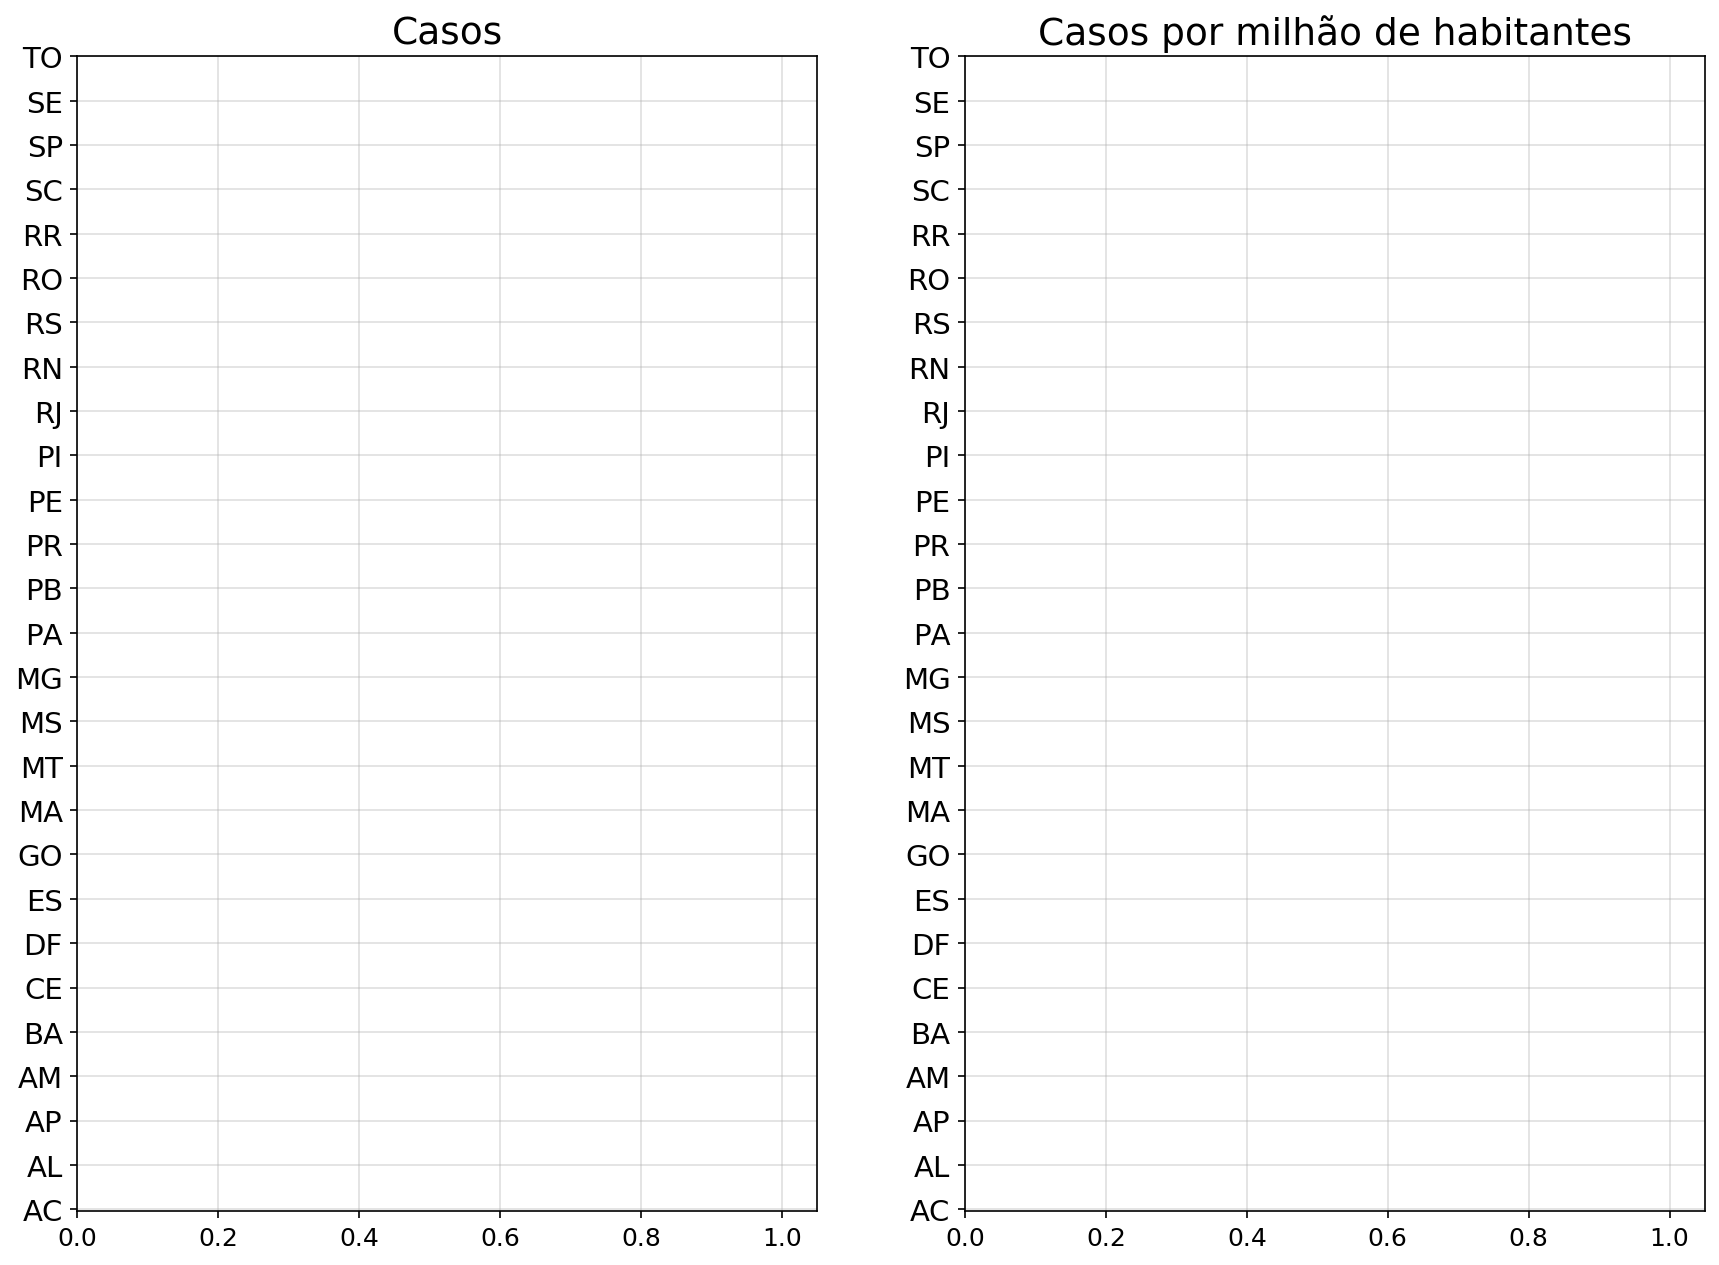 Casos
TO
SE
SP
SC
RR
RO
RS
RN
RJ
PI
PE
PR
PB
PA
MG
MS
MT
MA
GO
ES
DF
CE
BA
AM
AP
AL
AC
0.0 0.2 0.4 0.6 0.8 1.0
Casos por milhão de habitantes
TO
SE
SP
SC
RR
RO
RS
RN
RJ
PI
PE
PR
PB
PA
MG
MS
MT
MA
GO
ES
DF
CE
BA
AM
AP
AL
AC
0.0 0.2 0.4 0.6 0.8 1.0